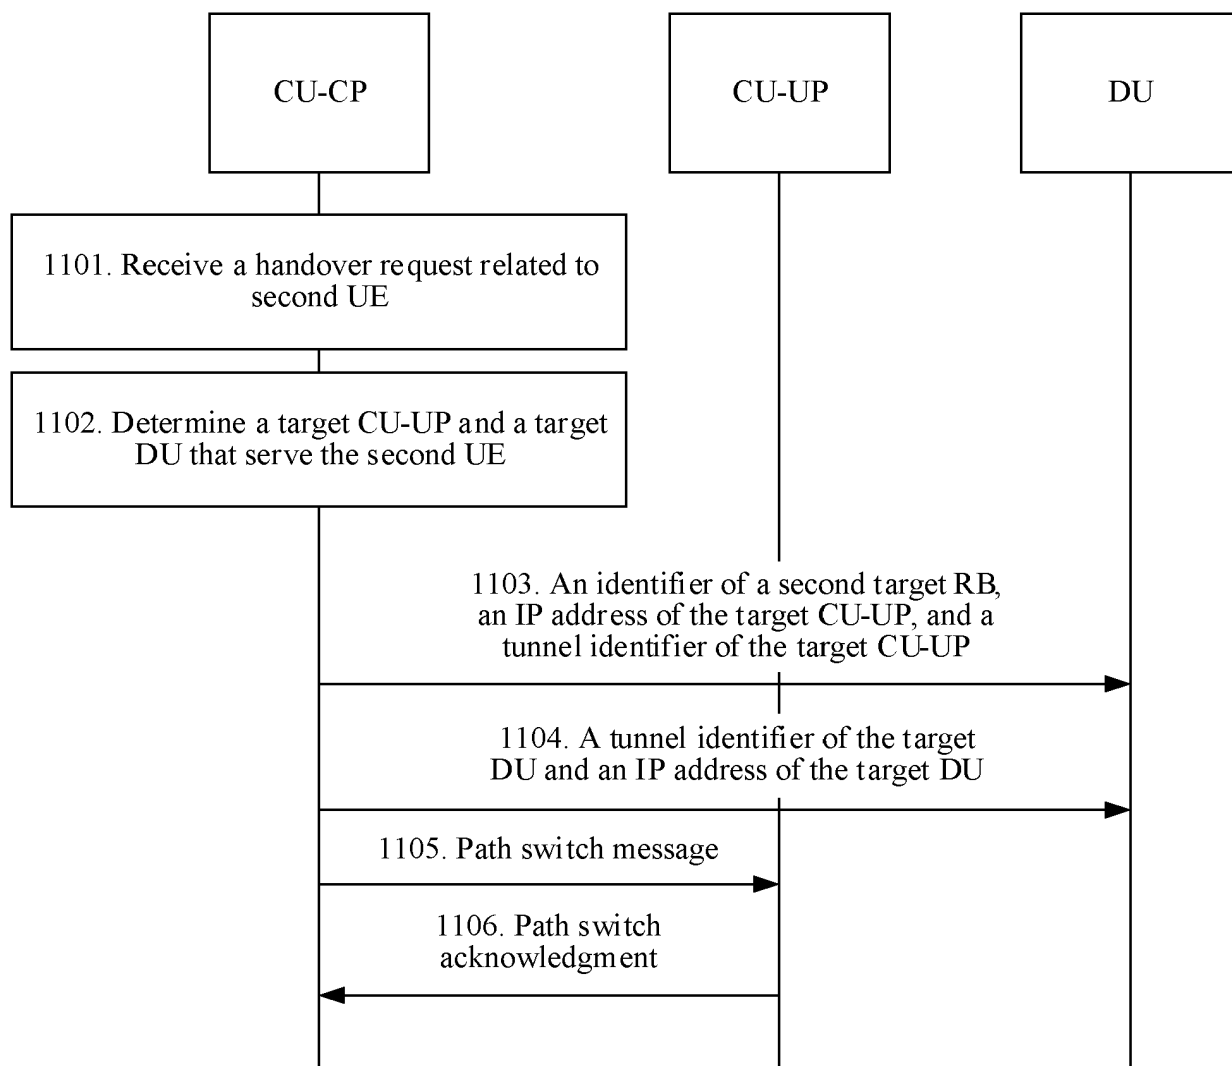 CU-CP
CU-UP
DU
1101. Receive a handover request related to
second UE
1102. Determine a target CU-UP and a target
DU that serve the second UE
1103. An identifier of a second target RB,
an IP address of the target CU-UP, and a
tunnel identifier of the target CU-UP
1104. A tunnel identifier of the target
DU and an IP address of the target DU
1105. Path switch message
1106. Path switch
acknowledgment